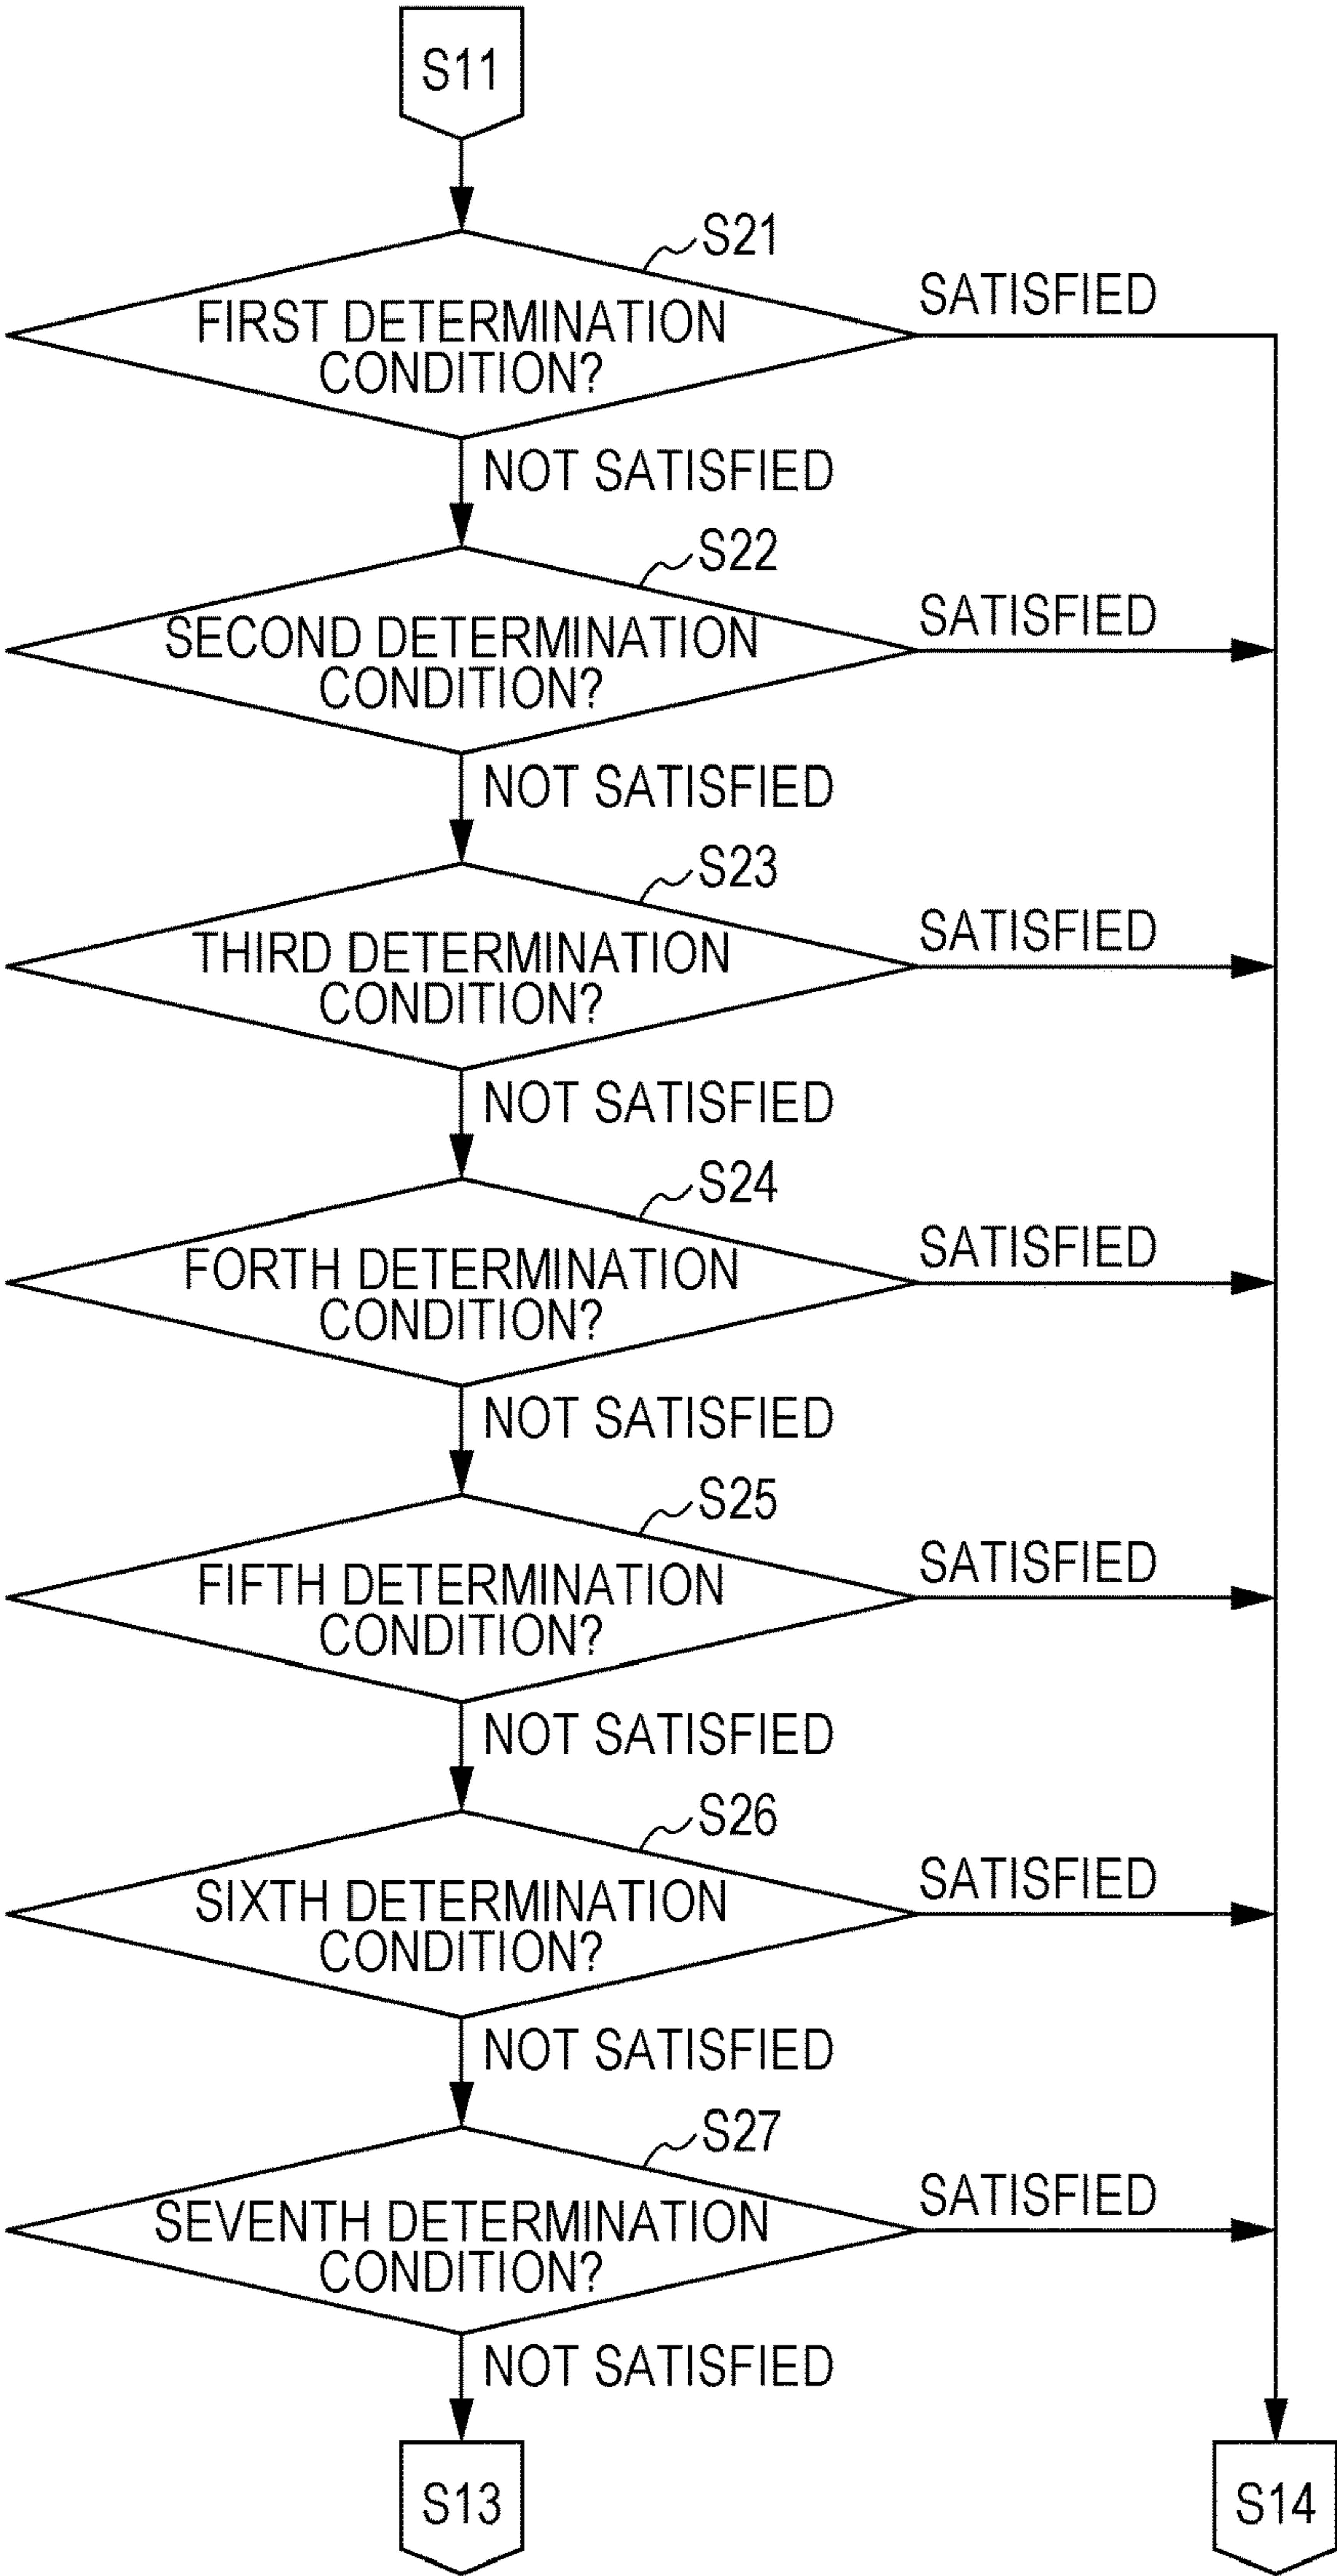 S11
S21
SATISFIED
FIRST DETERMINATION
CONDITION?
NOT SATISFIED
S22
SATISFIED
SECOND DETERMINATION
CONDITION?
NOT SATISFIED
S23
SATISFIED
THIRD DETERMINATION
CONDITION?
NOT SATISFIED
S24
SATISFIED
FORTH DETERMINATION
CONDITION?
NOT SATISFIED
S25
SATISFIED
FIFTH DETERMINATION
CONDITION?
NOT SATISFIED
S26
SATISFIED
SIXTH DETERMINATION
CONDITION?
NOT SATISFIED
S27
SATISFIED
SEVENTH DETERMINATION
CONDITION?
NOT SATISFIED
S13
S14